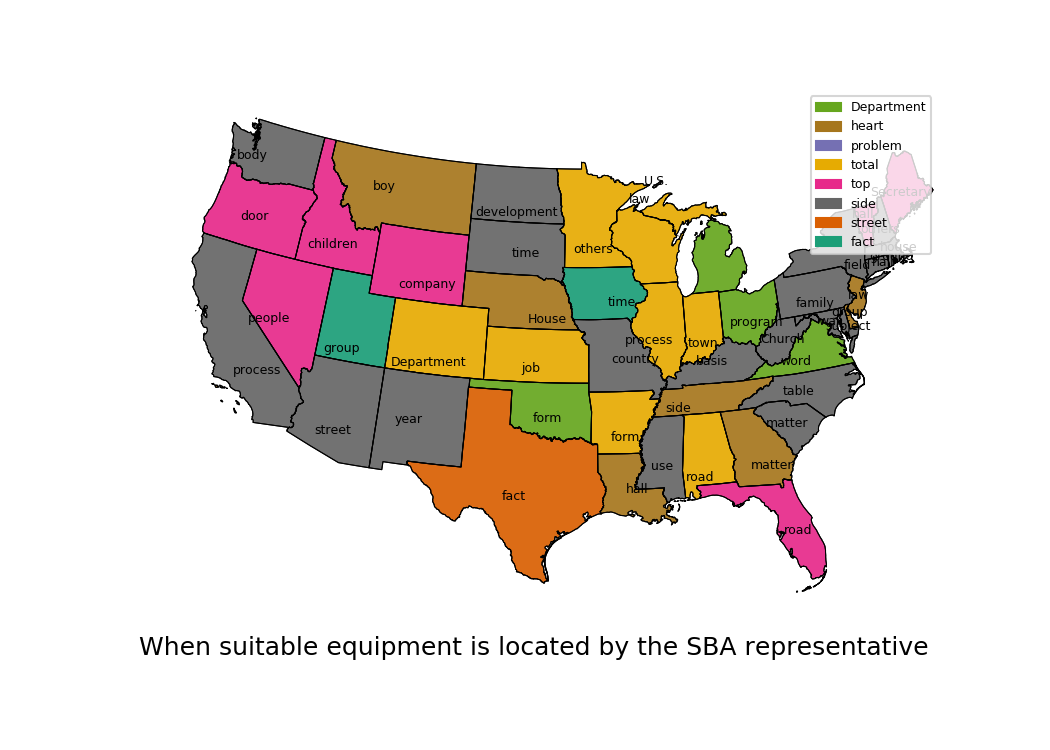 Department
heart
problem
total
top
side
street
fact
body
door
boy
children
development
time
company
others
law
U.S.
Secretary
house
field
people
group
Department
House
job
time
process
country
town
program
family
law
group
subject
Church
word
basis
process
street
year
form
form
side
table
matter
matter
use
road
hall
fact
road
When suitable equipment is located by the SBA representative